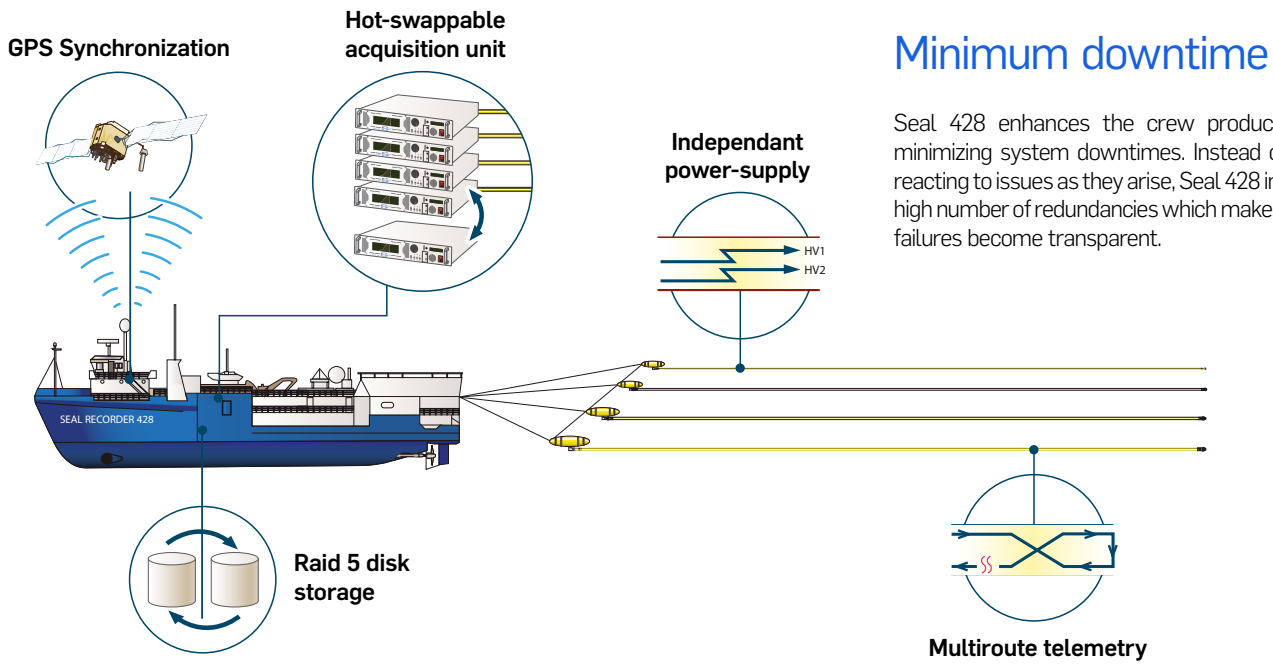 GPS Synchronization
Hot-swappable
acquisition unit
Minimum downtime
Seal 428 enhances the crew
minimizing system downtimes. Instead
reacting to issues as they arise, Seal 428
high number of redundancies which make
failures become transparent.
Independant
power-supply
HV1
HV2
SEAL RECORDER 428
Raid 5 disk
storage
Multiroute telemetry